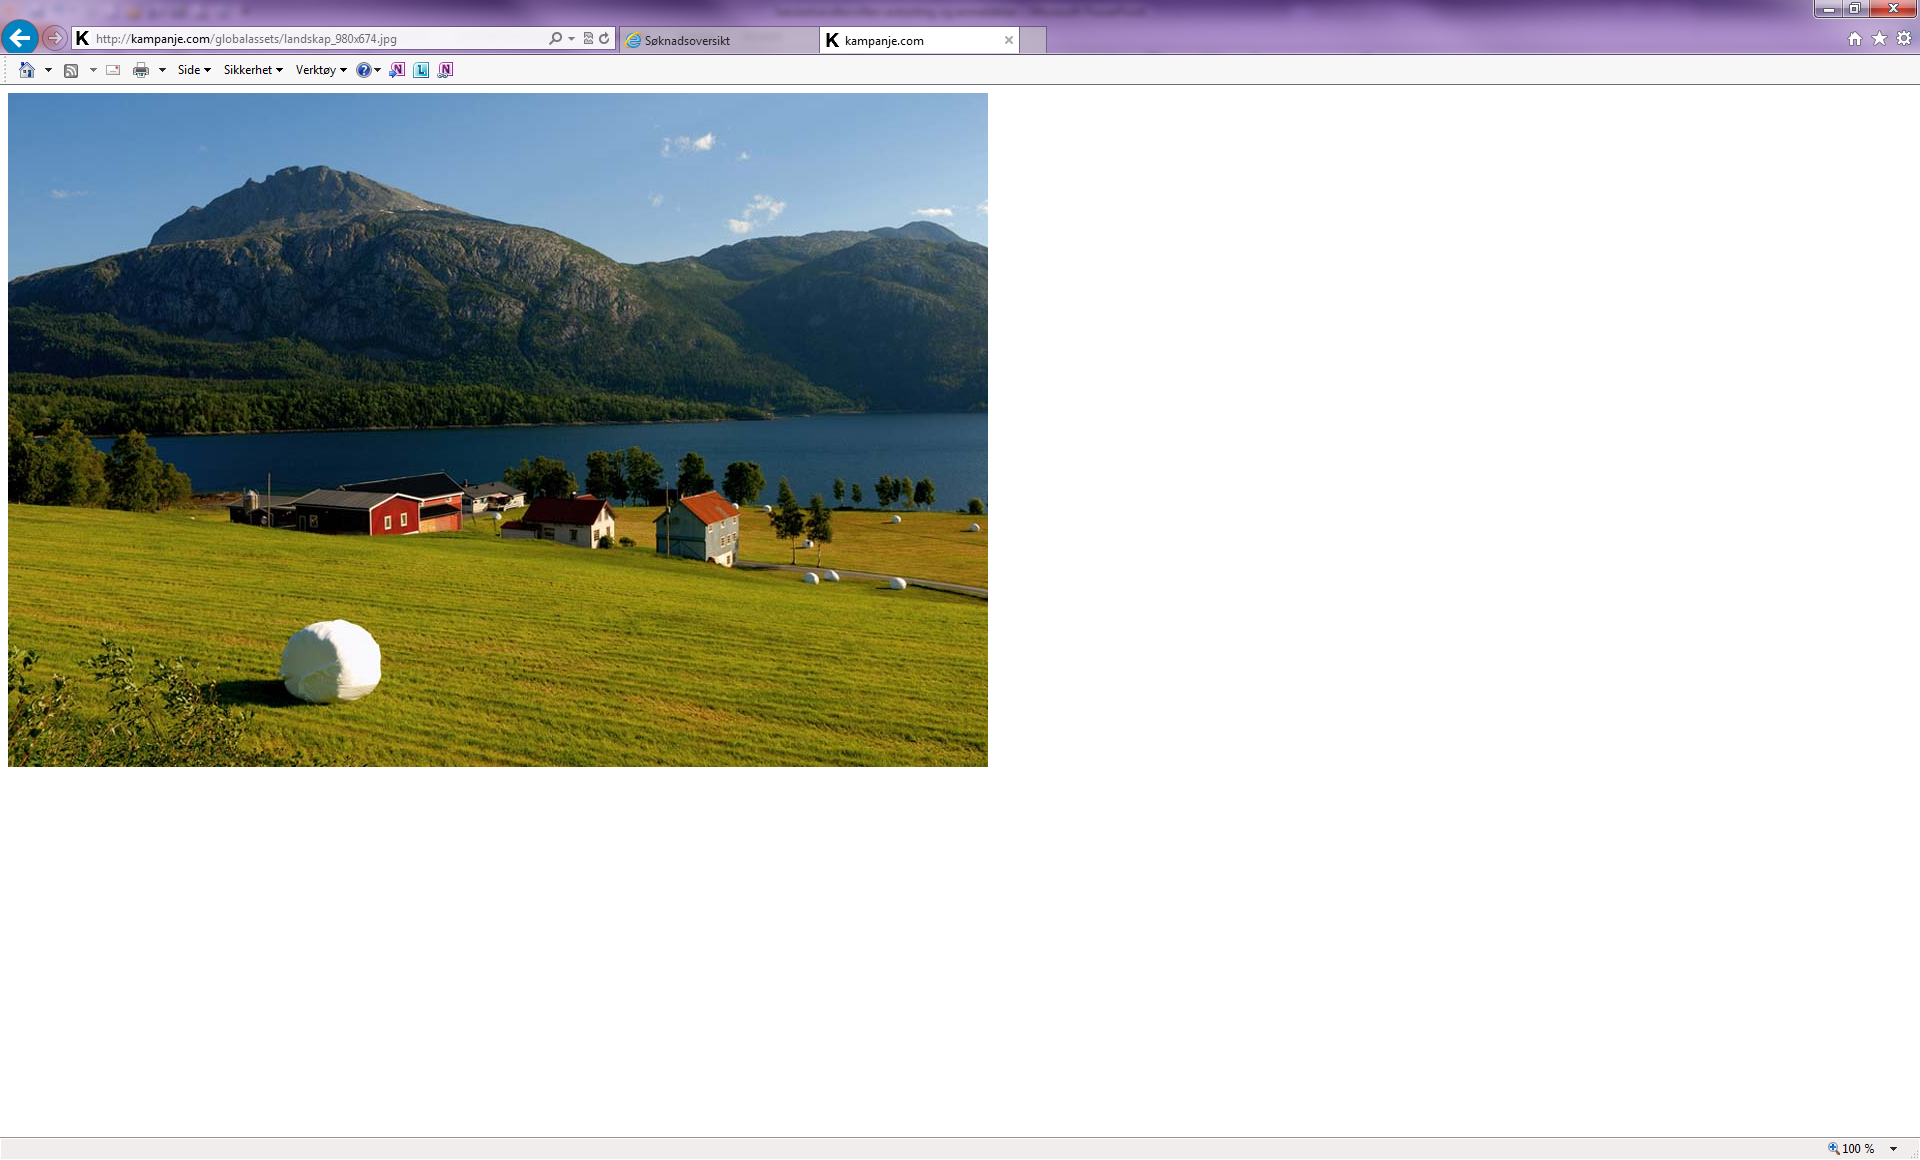 K http://kampanje.com/globalassets/landskap_980x674.jpg
Søknadsoversikt
K kampanje.com
Side
Sikkerhet
Verktøy
100 %